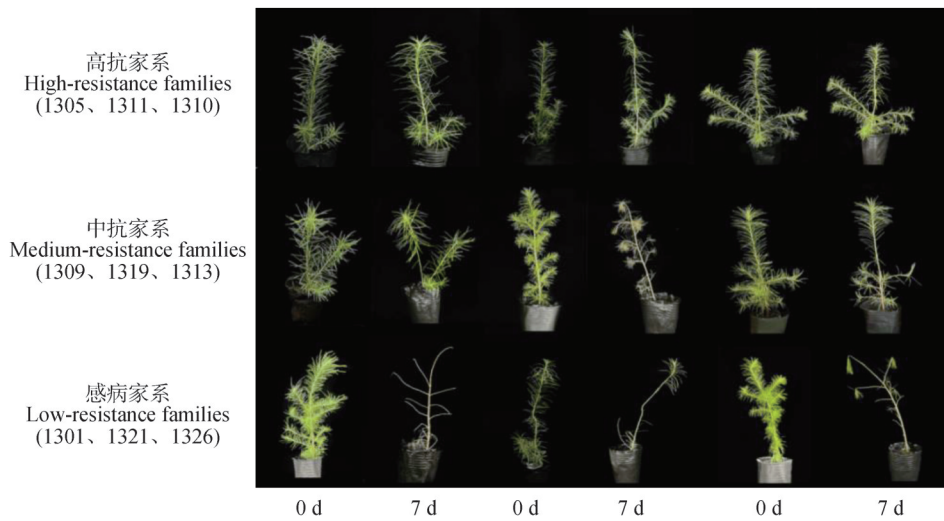 高抗家系
High-resistance families
(1305、1311、1310)
中抗家系
Medium-resistance families
(1309、1319、1313)
感病家系
Low-resistance families
(1301、1321、1326)
0 d 7 d 0 d 7 d 0 d 7 d